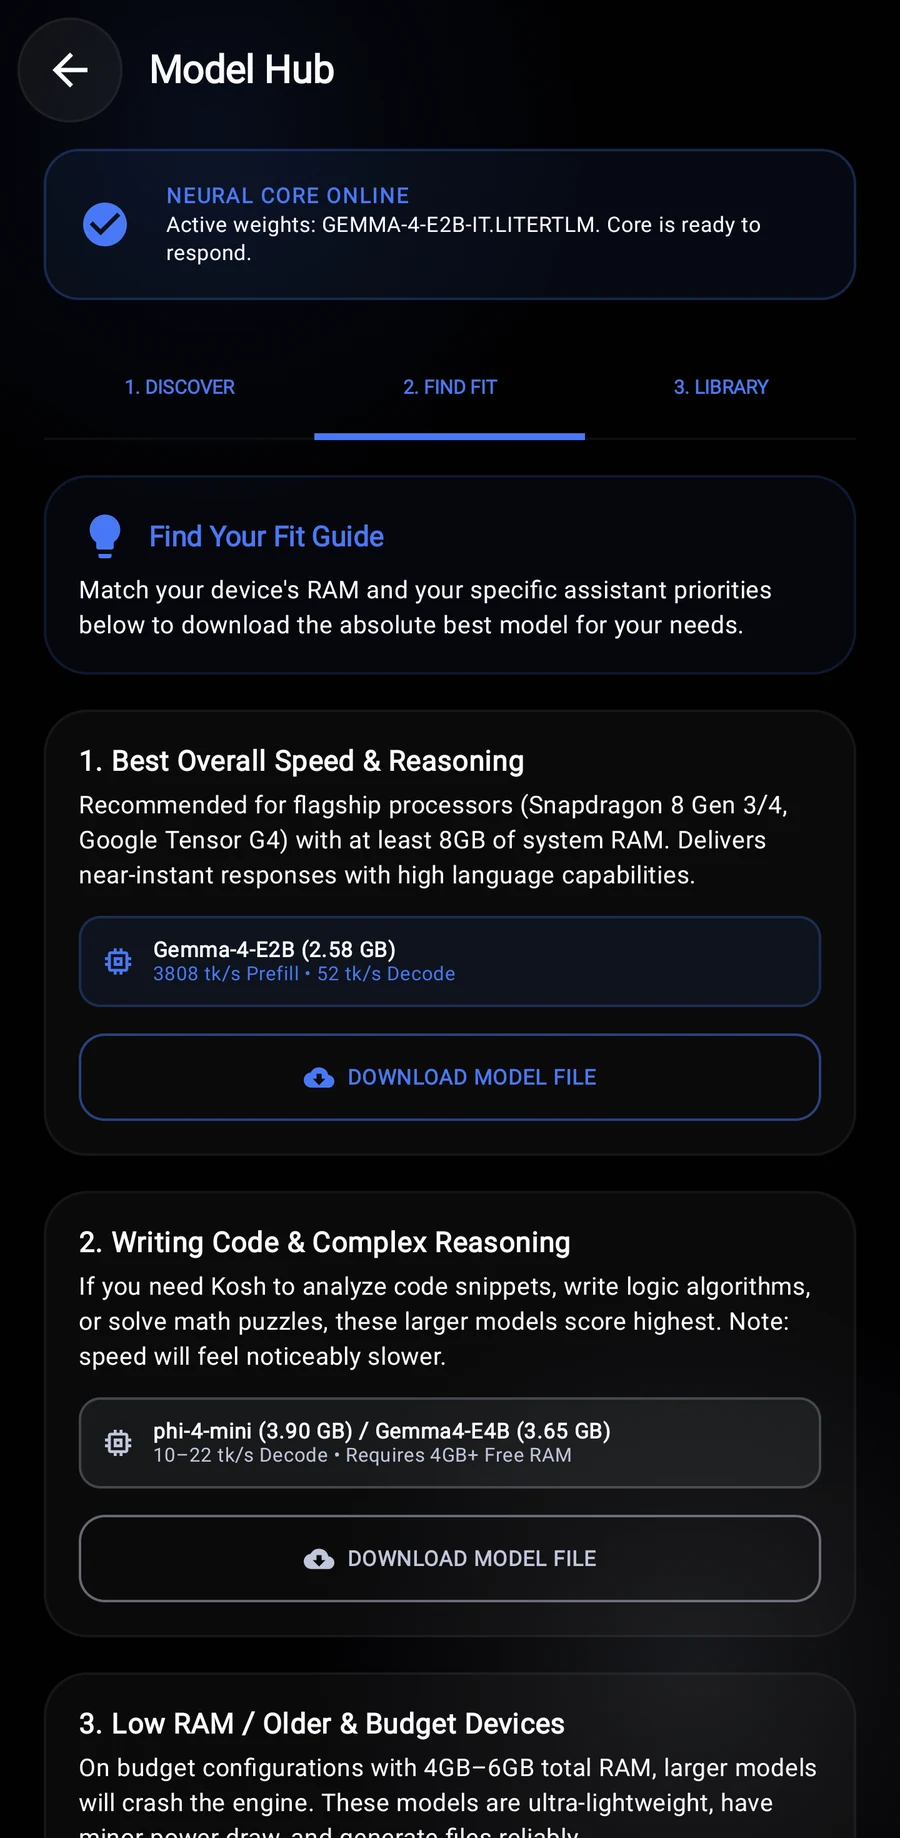 Model Hub
NEURAL CORE ONLINE
Active weights: GEMMA-4-E2B-IT.LITERTLM. Core is ready to
respond.
1. DISCOVER
2. FIND FIT
3. LIBRARY
Find Your Fit Guide
Match your device's RAM and your specific assistant priorities
below to download the absolute best model for your needs.
1. Best Overall Speed & Reasoning
Recommended for flagship processors (Snapdragon 8 Gen 3/4,
Google Tensor G4) with at least 8GB of system RAM. Delivers
near-instant responses with high language capabilities.
Gemma-4-E2B (2.58 GB)
3808 tk/s Prefill • 52 tk/s Decode
DOWNLOAD MODEL FILE
2. Writing Code & Complex Reasoning
If you need Kosh to analyze code snippets, write logic algorithms,
or solve math puzzles, these larger models score highest. Note:
speed will feel noticeably slower.
phi-4-mini (3.90 GB) / Gemma4-E4B (3.65 GB)
10–22 tk/s Decode • Requires 4GB+ Free RAM
DOWNLOAD MODEL FILE
3. Low RAM / Older & Budget Devices
On budget configurations with 4GB–6GB total RAM, larger models
will crash the engine. These models are ultra-lightweight, have
minor power draw, and generate files reliably.